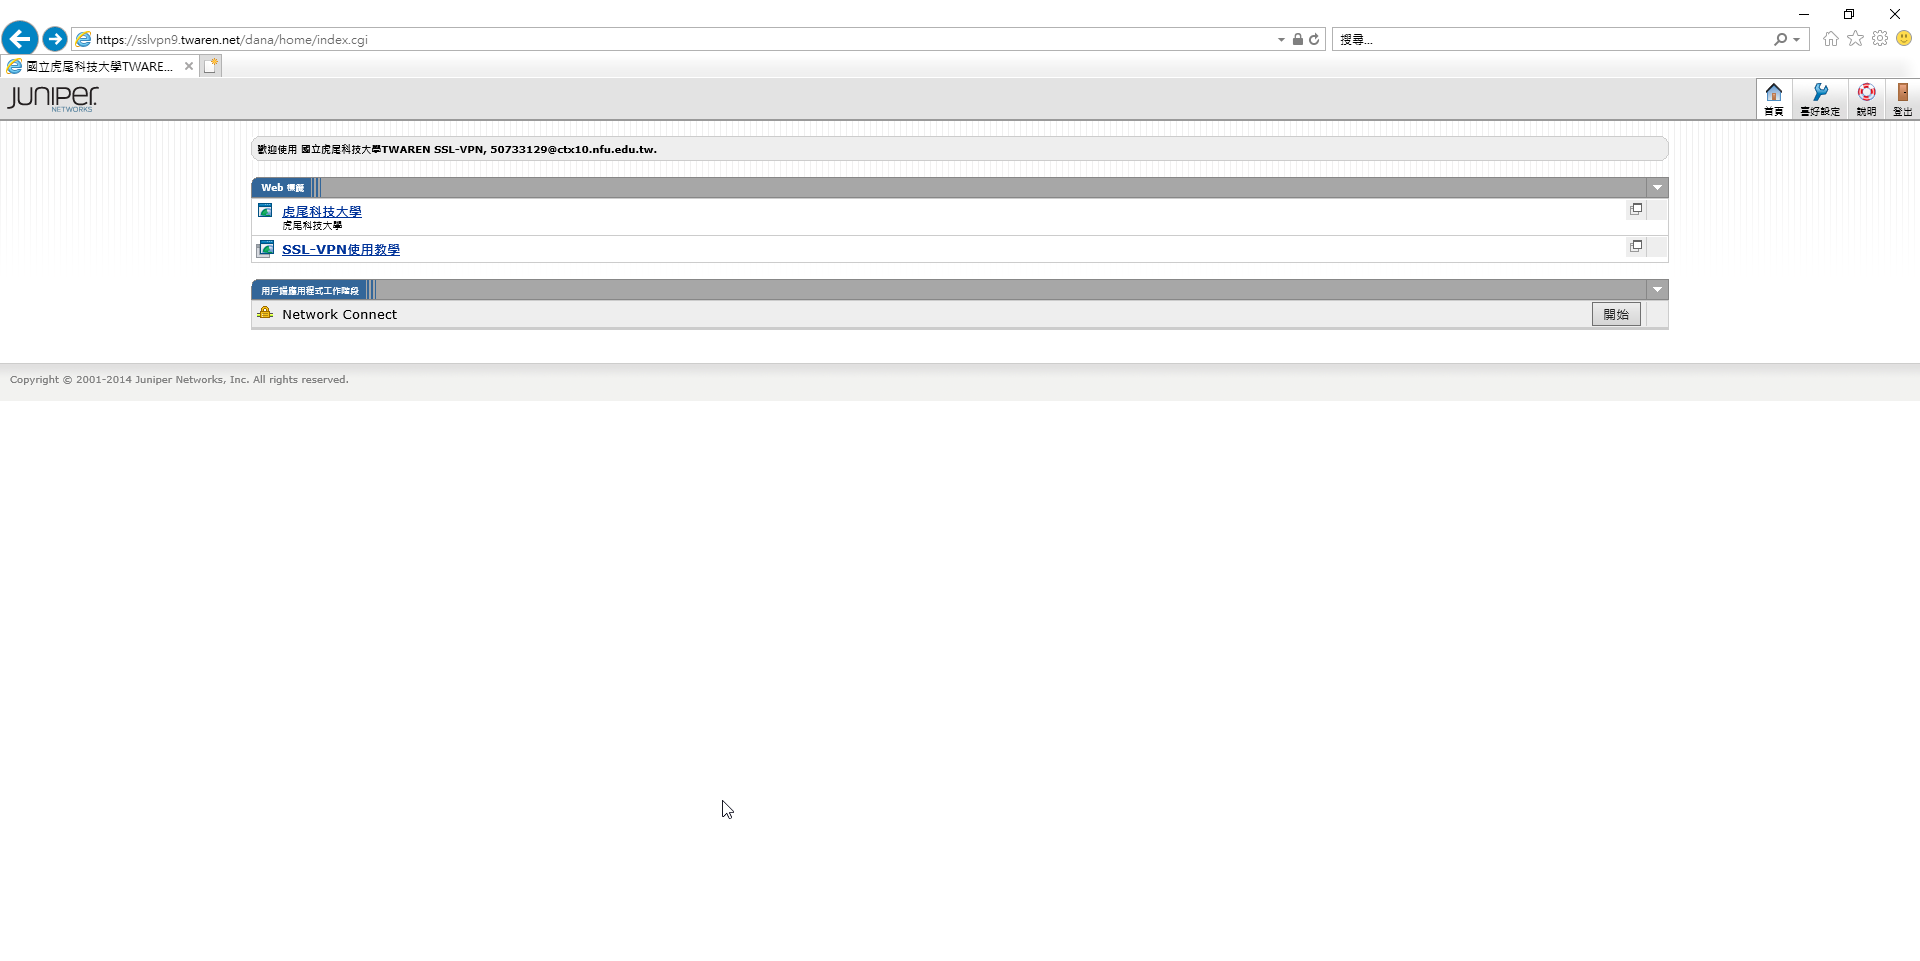 https://sslvpn9.twaren.net/dana/home/index.cgi
搜尋...
國立虎尾科技大學TWARE...
JUNIPER
NETWORKS
首頁
喜好設定
說明
登出
歡迎使用 國立虎尾科技大學TWAREN SSL-VPN, 50733129@ctx10.nfu.edu.tw.
Web 標籤
虎尾科技大學
虎尾科技大學
SSL-VPN使用教學
用戶端應用程式工作階段
Network Connect
開始
Copyright © 2001-2014 Juniper Networks, Inc. All rights reserved.